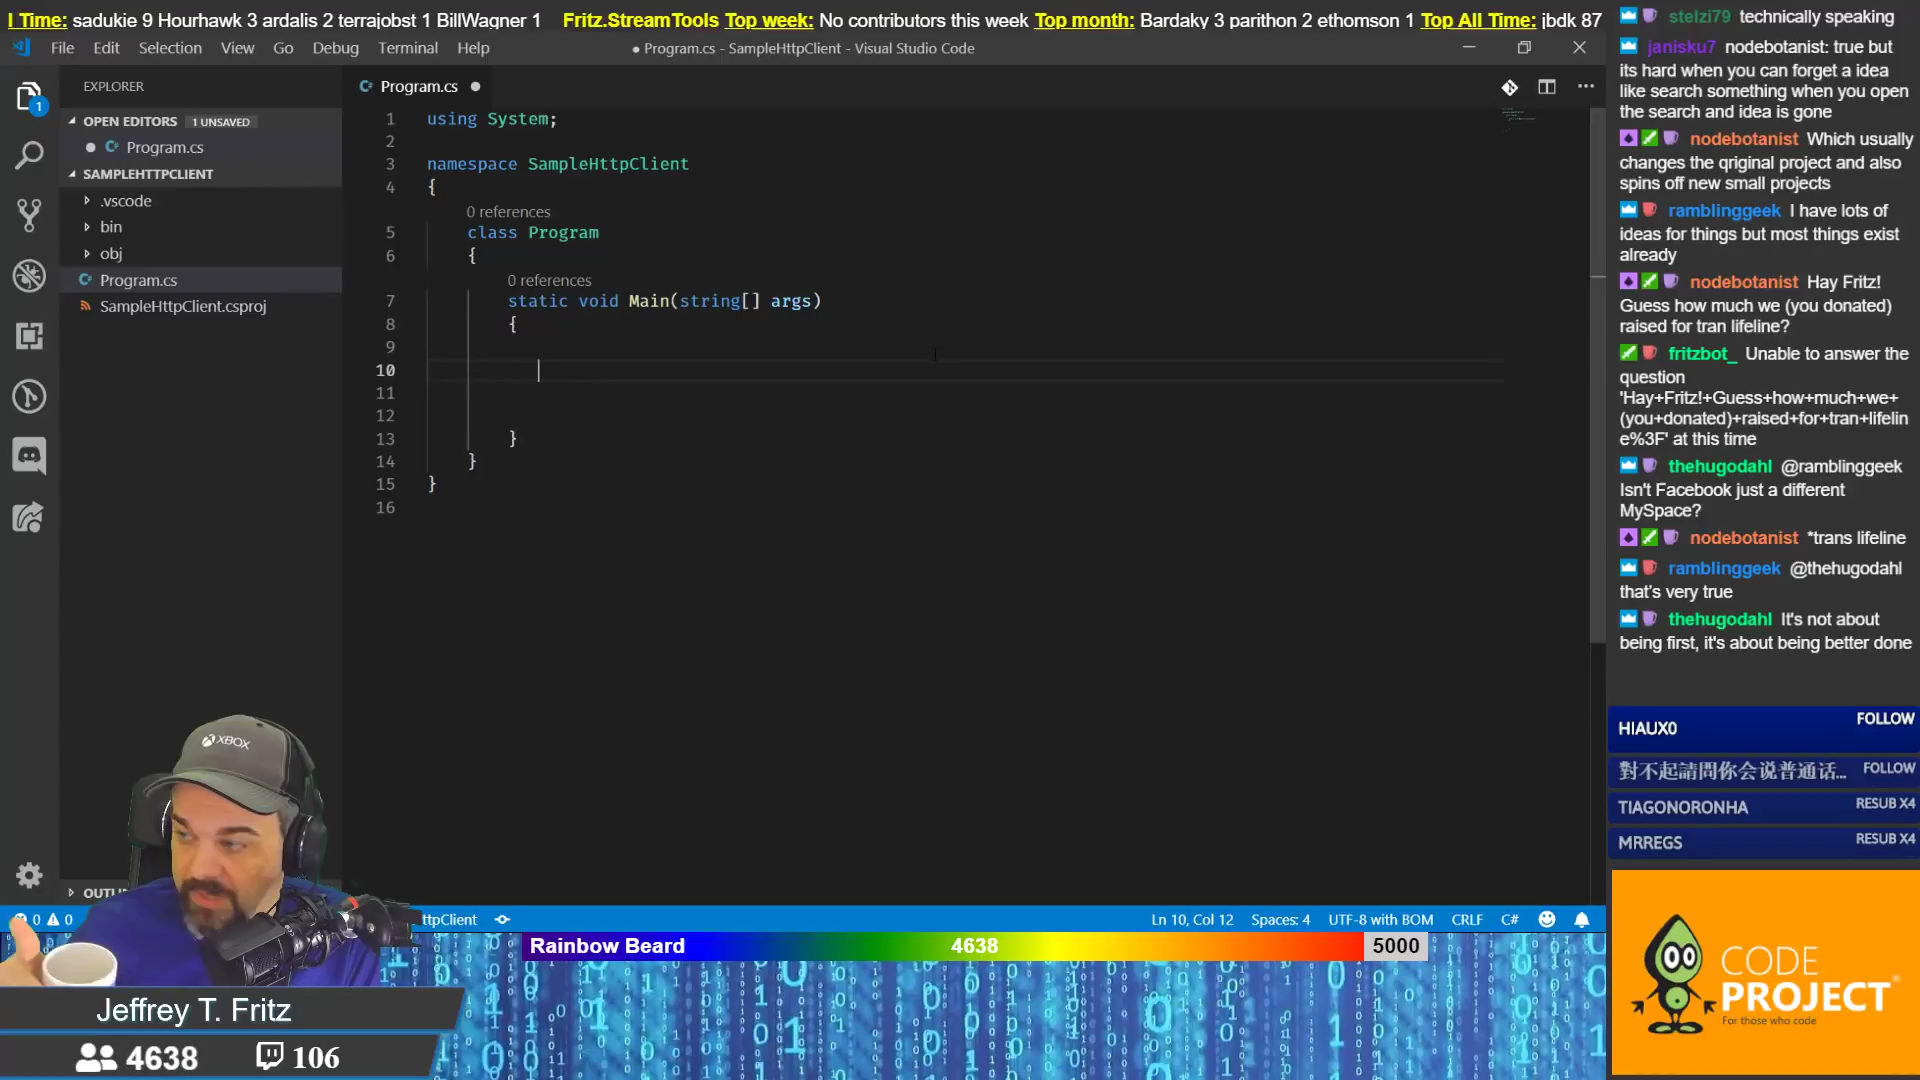 l Time: sadukie 9 Hourhawk 3 ardalis 2 terrajobst 1 BillWagner 1 Fritz.StreamTools Top week: No contributors this week Top month: Bardaky 3 parithon 2 ethomson 1 Top All Time: jbdk 87
File Edit Selection View Go Debug Terminal Help
● Program.cs - SampleHttpClient - Visual Studio Code
EXPLORER
OPEN EDITORS 1 UNSAVED
Program.cs
SAMPLEHTTPCLIENT
.vscode
bin
obj
Program.cs
SampleHttpClient.csproj
1
Program.cs
1 using System;
2
3 namespace SampleHttpClient
4 {
0 references
5 class Program
6 {
0 references
7 static void Main(string[] args)
8 {
9
10
11
12
13 }
14 }
15 }
16
0 0
ttpClient
Ln 10, Col 12 Spaces: 4 UTF-8 with BOM CRLF C#
stelzi79 technically speaking
janisku7 nodebotanist: true but
its hard when you can forget a idea
like search something when you open
the search and idea is gone
nodebotanist Which usually
changes the qriginal project and also
spins off new small projects
ramblinggeek I have lots of
ideas for things but most things exist
already
nodebotanist Hay Fritz!
Guess how much we (you donated)
raised for tran lifeline?
fritzbot_ Unable to answer the
question
'Hay+Fritz!+Guess+how+much+we+
(you+donated)+raised+for+tran+lifelin
e%3F' at this time
thehugodahl @ramblinggeek
Isn't Facebook just a different
MySpace?
nodebotanist *trans lifeline
ramblinggeek @thehugodahl
that's very true
thehugodahl It's not about
being first, it's about being better done
HIAUX0 FOLLOW
對不起請問你会说普通话... FOLLOW
TIAGONORONHA RESUB X4
MRREGS RESUB X4
CODE
PROJECT®
For those who code
XBOX
Rainbow Beard 4638 5000
Jeffrey T. Fritz
4638 106